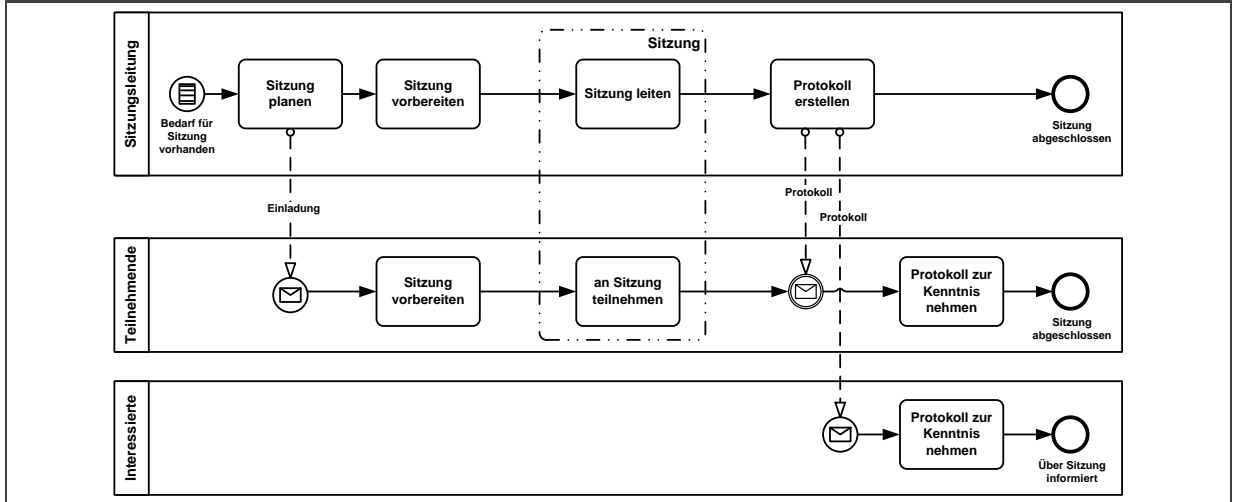 Sitzungsleitung
Bedarf für
Sitzung
vorhanden
Sitzung
planen
Sitzung
vorbereiten
Sitzung
Sitzung leiten
Protokoll
erstellen
Sitzung
abgeschlossen
Einladung
Protokoll
Protokoll
Teilnehmende
Sitzung
vorbereiten
an Sitzung
teilnehmen
Protokoll zur
Kenntnis
nehmen
Sitzung
abgeschlossen
Interessierte
Protokoll zur
Kenntnis
nehmen
Über Sitzung
informiert